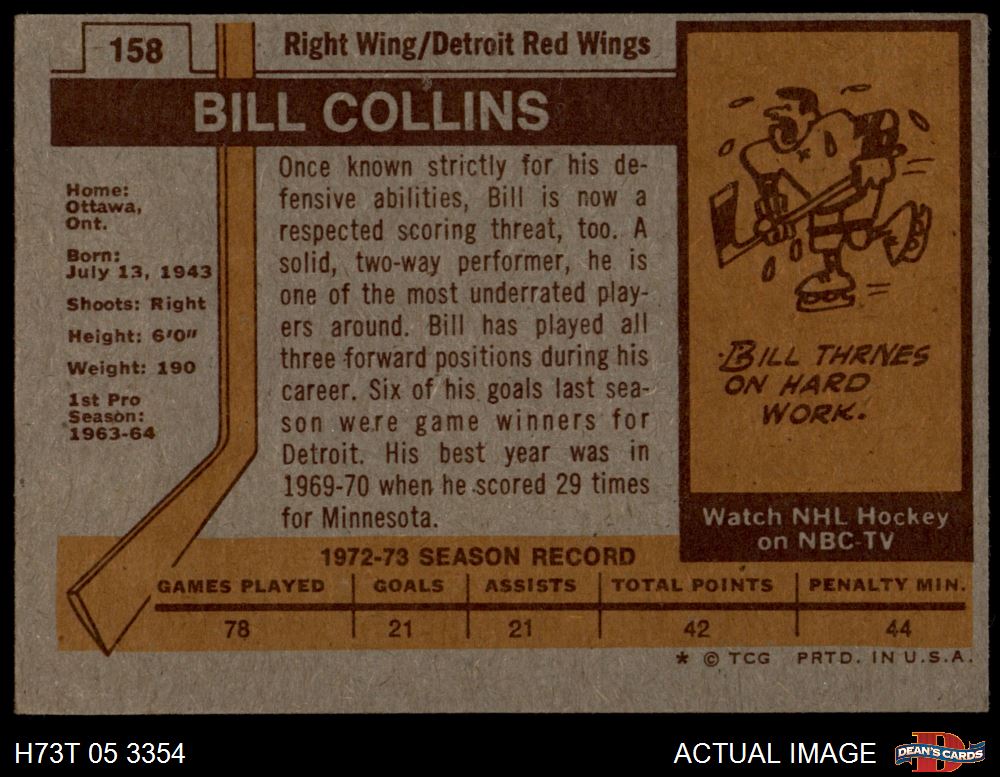 158
Right Wing/Detroit Red Wings
BILL COLLINS
Home:
Ottawa,
Ont.
Born:
July 13, 1943
Shoots: Right
Height: 6'0"
Weight: 190
1st Pro
Season:
1963-64
Once known strictly for his de-
fensive abilities, Bill is now a
respected scoring threat, too. A
solid, two-way performer, he is
one of the most underrated play-
ers around. Bill has played all
three forward positions during his
career. Six of his goals last sea-
son were game winners for
Detroit. His best year was in
1969-70 when he scored 29 times
for Minnesota.
BILL THRIVES
ON HARD
WORK.
Watch NHL Hockey
on NBC-TV
1972-73 SEASON RECORD
GAMES PLAYED GOALS ASSISTS TOTAL POINTS PENALTY MIN.
78 21 21 42 44
* © TCG PRTD. IN U.S.A.
H73T 05 3354
ACTUAL IMAGE
D
DEAN'S CARDS